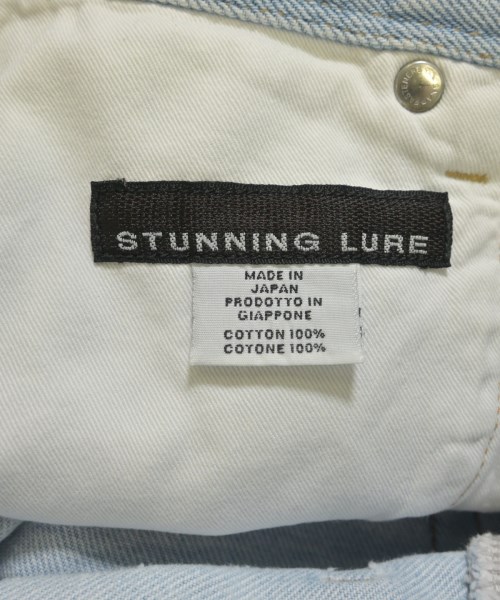 STUNNING LURE
MADE IN
JAPAN
PRODOTTO IN
GIAPPONE
COTTON 100%
COTONE 100%